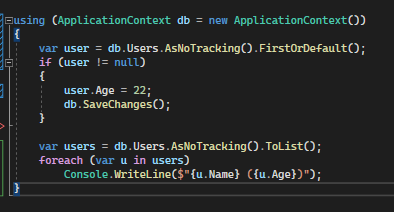 using (ApplicationContext db = new ApplicationContext())
{
    var user = db.Users.AsNoTracking().FirstOrDefault();
    if (user != null)
    {
        user.Age = 22;
        db.SaveChanges();
    }

    var users = db.Users.AsNoTracking().ToList();
    foreach (var u in users)
        Console.WriteLine($"{u.Name} ({u.Age})");
}